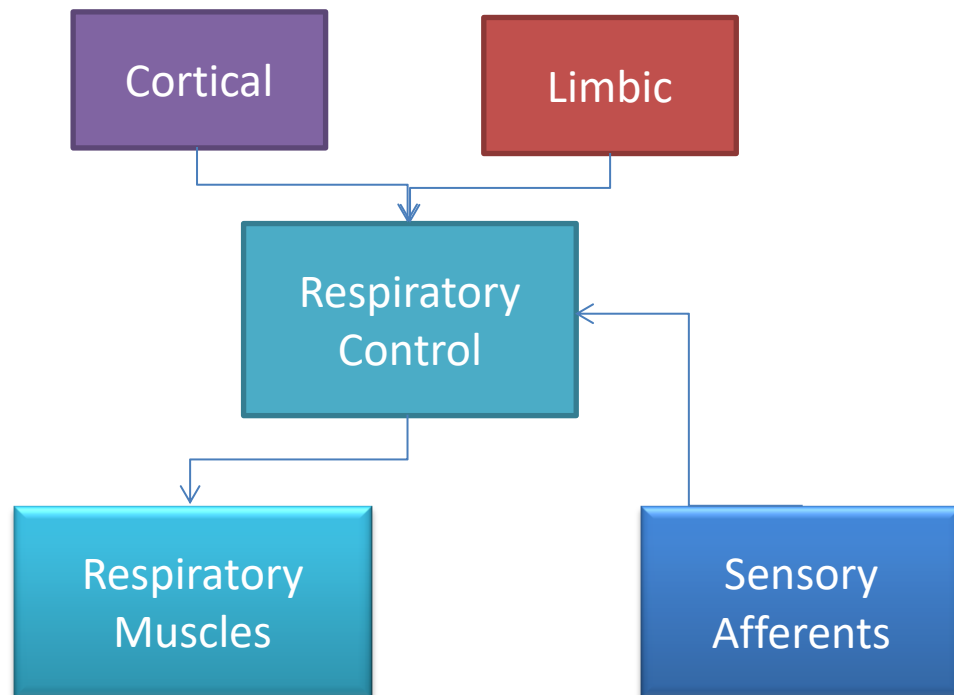 Cortical
Limbic
Respiratory
Control
Respiratory
Muscles
Sensory
Afferents